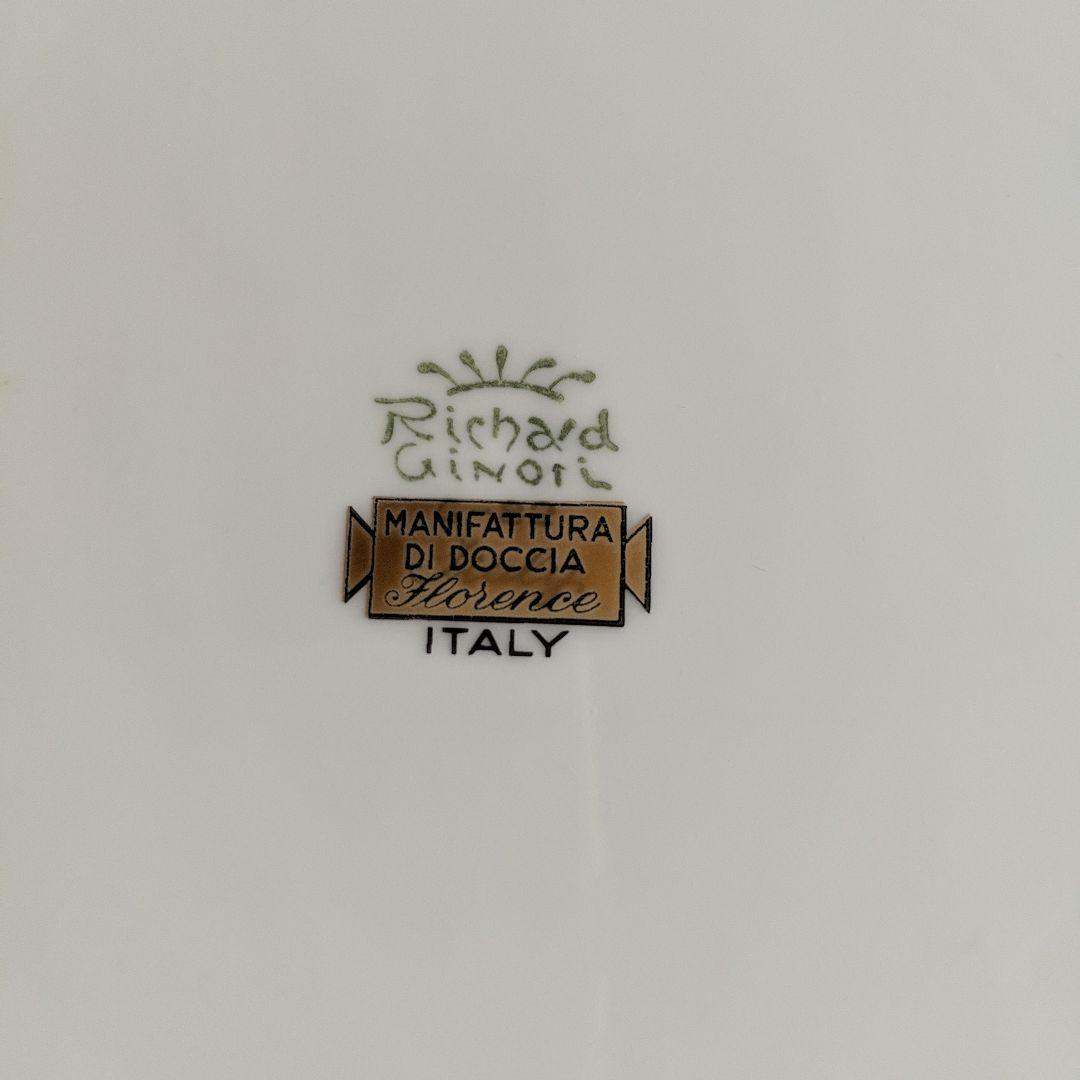 Richard
Ginori
MANIFATTURA
DI DOCCIA
Florence
ITALY